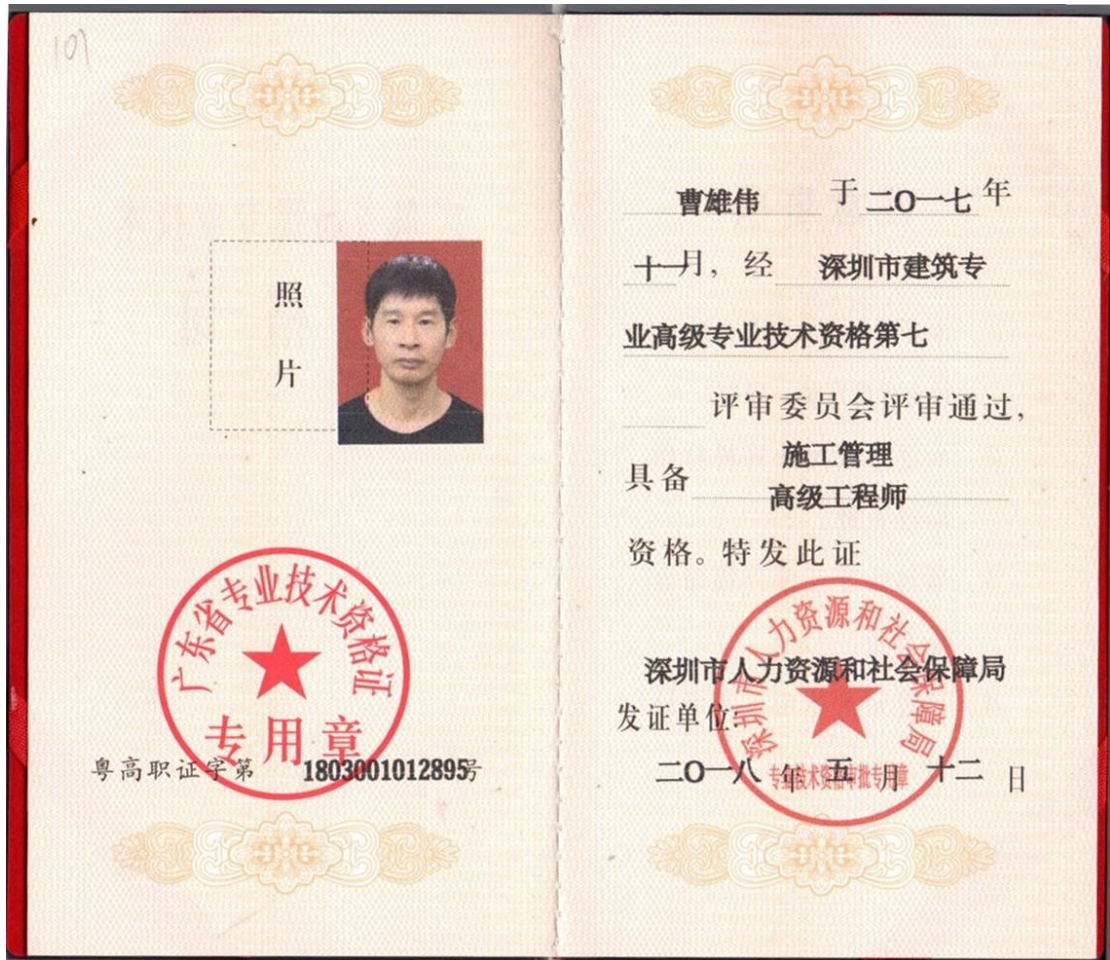 107
照
片
广东省专业技术资格证
专用章
粤高职证字第 1803001012895号
曹雄伟 于二〇一七年
十一月，经 深圳市建筑专
业高级专业技术资格第七
评审委员会评审通过，
具备 施工管理
高级工程师
资格。特发此证
深圳市人力资源和社会保障局
深圳市人力资源和社会保障局
发证单位：
二〇一八年五月十二日
专业技术资格审批专用章